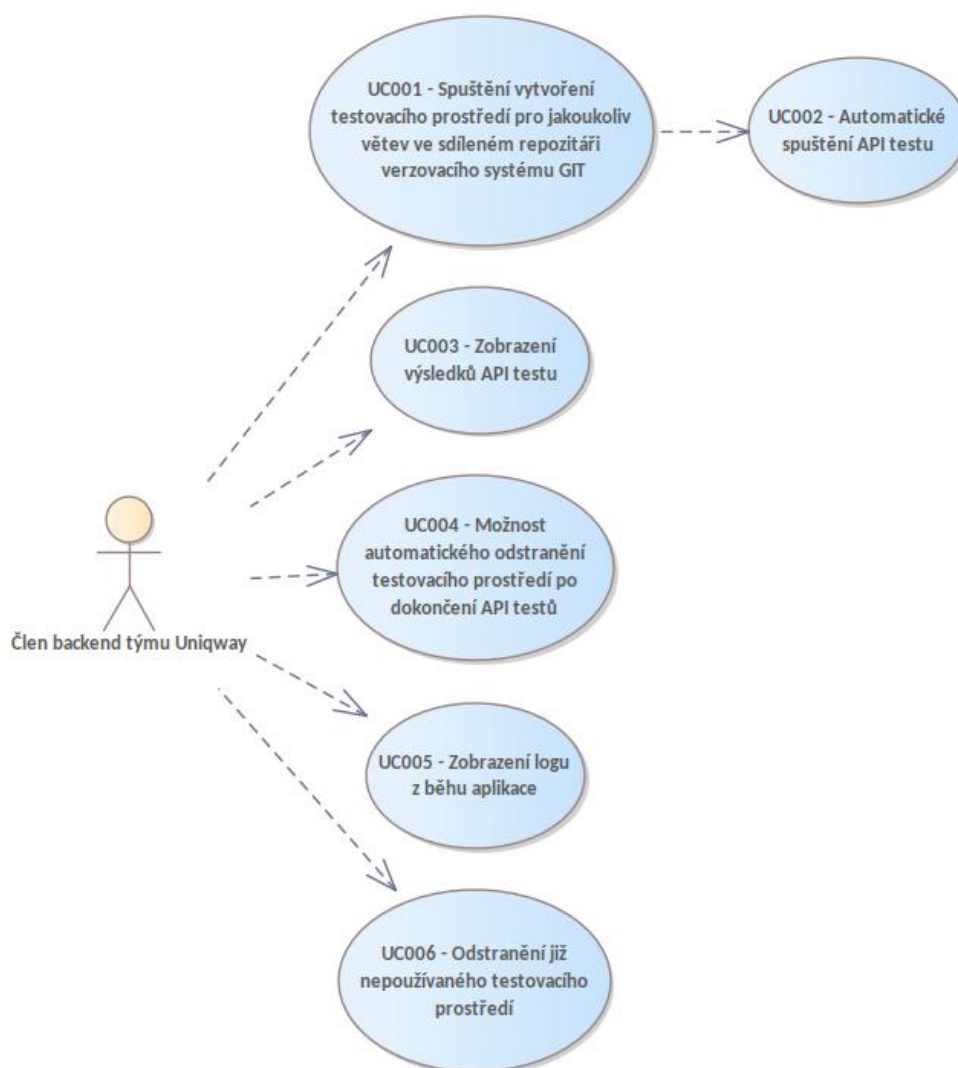 UC001 - Spuštění vytvoření
testovacího prostředí pro jakoukoliv
větev ve sdíleném repozitáři
verzovacího systému GIT
UC002 - Automatické
spuštění API testu
UC003 - Zobrazení
výsledků API testu
UC004 - Možnost
automatického odstranění
testovacího prostředí po
dokončení API testů
Člen backend týmu Uniqway
UC005 - Zobrazení logu
z běhu aplikace
UC006 - Odstranění již
nepoužívaného testovacího
prostředí